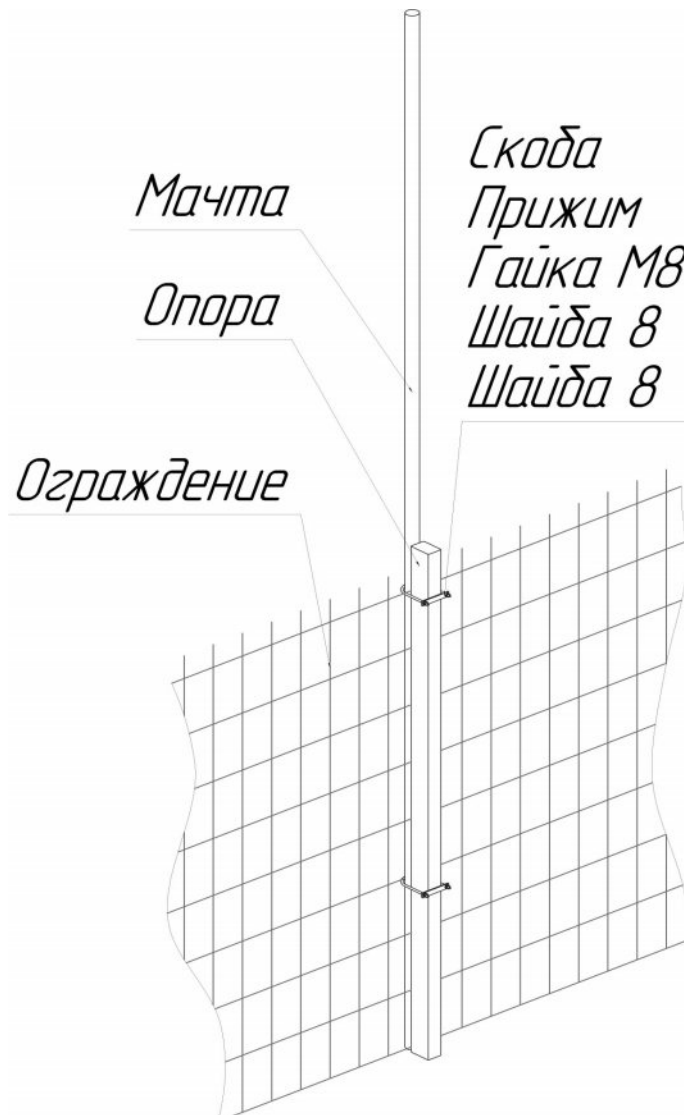 Скоба
Прижим
Гайка М8
Шайба 8
Шайба 8
Мачта
Опора
Ограждение